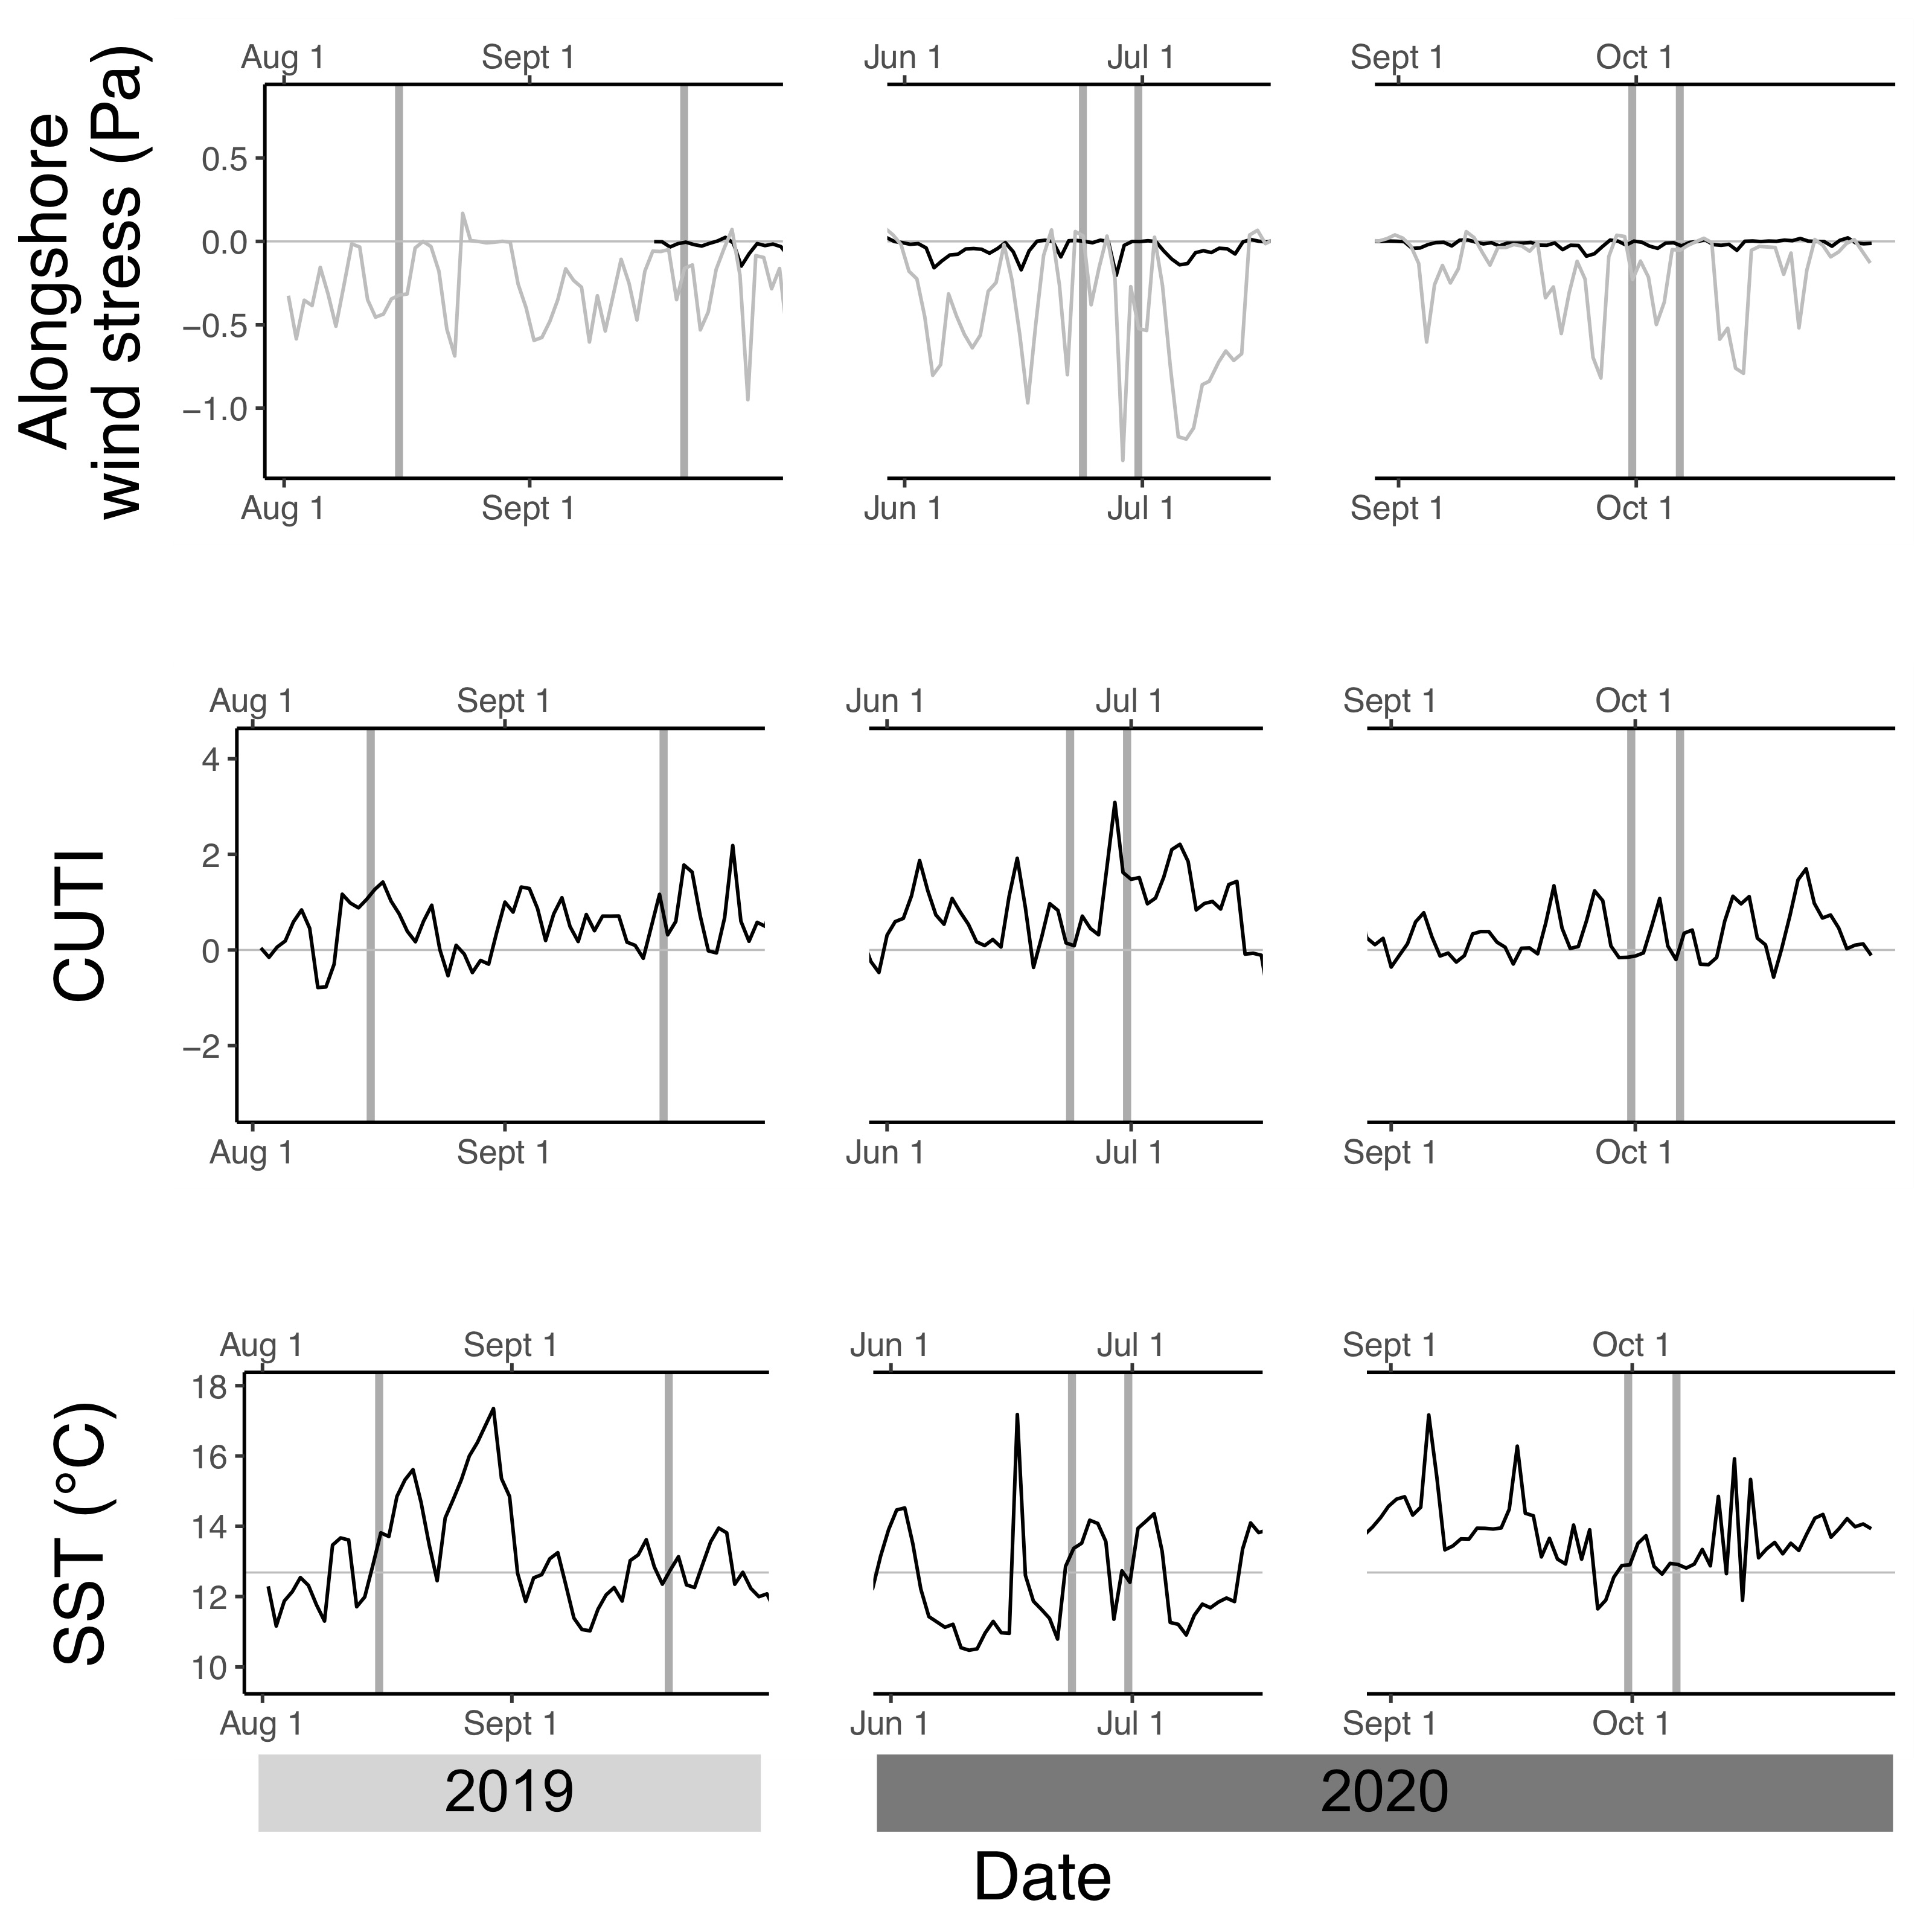 Aug 1 Sept 1 Jun 1 Jul 1 Sept 1 Oct 1
Alongshore
wind stress (Pa)
0.5
0.0
−0.5
−1.0
Aug 1 Sept 1 Jun 1 Jul 1 Sept 1 Oct 1
Aug 1 Sept 1 Jun 1 Jul 1 Sept 1 Oct 1
CUTI
4
2
0
−2
Aug 1 Sept 1 Jun 1 Jul 1 Sept 1 Oct 1
Aug 1 Sept 1 Jun 1 Jul 1 Sept 1 Oct 1
SST (°C)
18
16
14
12
10
Aug 1 Sept 1 Jun 1 Jul 1 Sept 1 Oct 1
2019 2020
Date